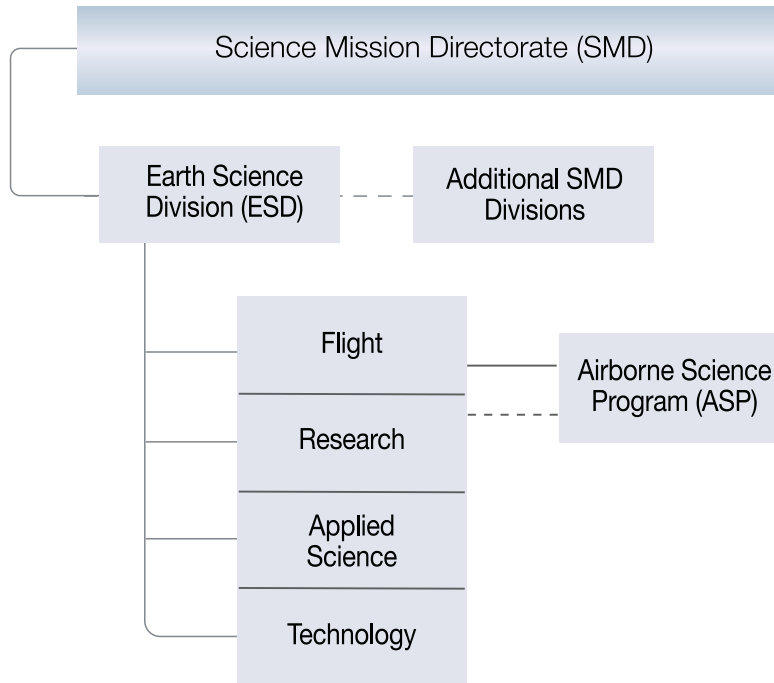 Science Mission Directorate (SMD)
Earth Science
Division (ESD)
Additional SMD
Divisions
Flight
Airborne Science
Program (ASP)
Research
Applied
Science
Technology